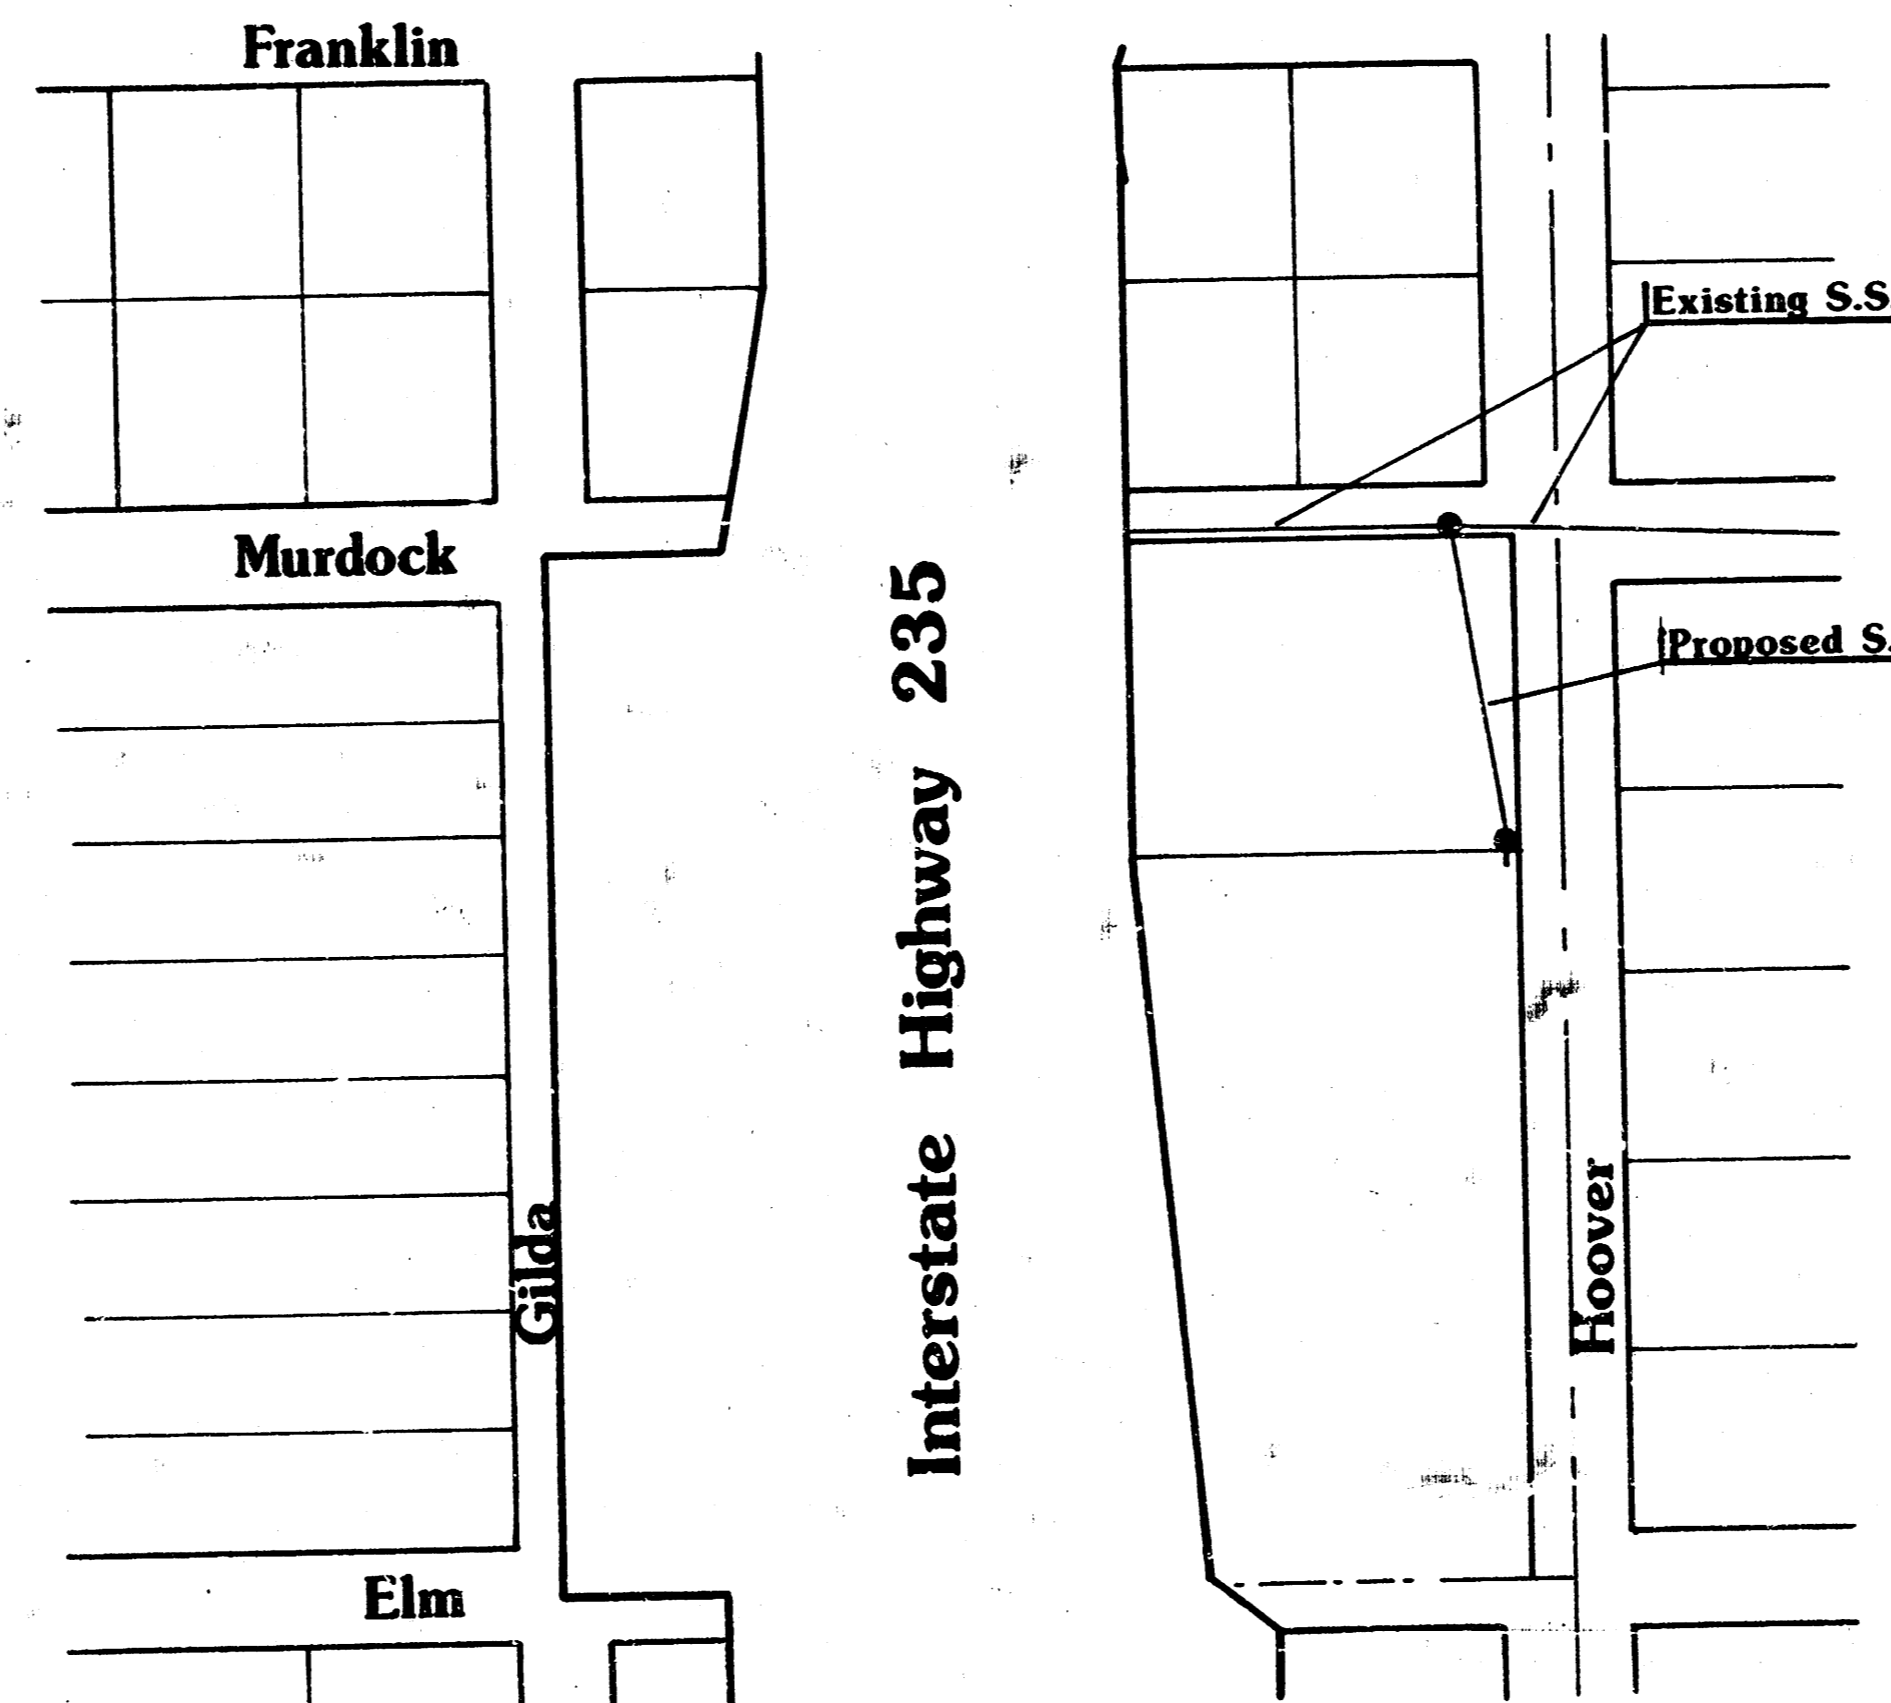 Franklin
Existing S.S.
Murdock
Proposed S.
Interstate Highway 235
Gilda
Hoover
Elm